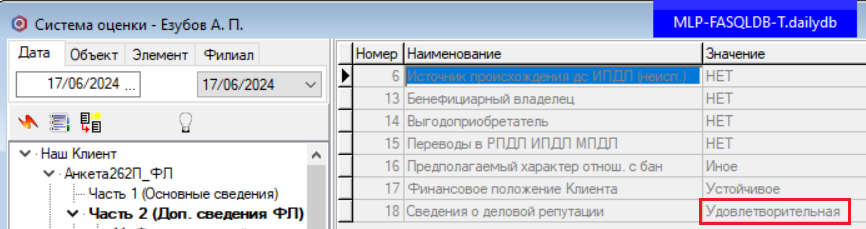 Система оценки - Езубов А. П.
MLP-FASQLDB-T.dailydb
Дата Объект Элемент Филиал
17/06/2024 ... 17/06/2024
Наш Клиент
Анкета262П_ФЛ
Часть 1 (Основные сведения)
Часть 2 (Доп. сведения ФЛ)
Номер Наименование Значение
6 Источник происхождения дс ИПДЛ (неисп.) НЕТ
13 Бенефициарный владелец НЕТ
14 Выгодоприобретатель НЕТ
15 Переводы в РПДЛ ИПДЛ МПДЛ НЕТ
16 Предполагаемый характер отнош. с бан Иное
17 Финансовое положение Клиента Устойчивое
18 Сведения о деловой репутации Удовлетворительная